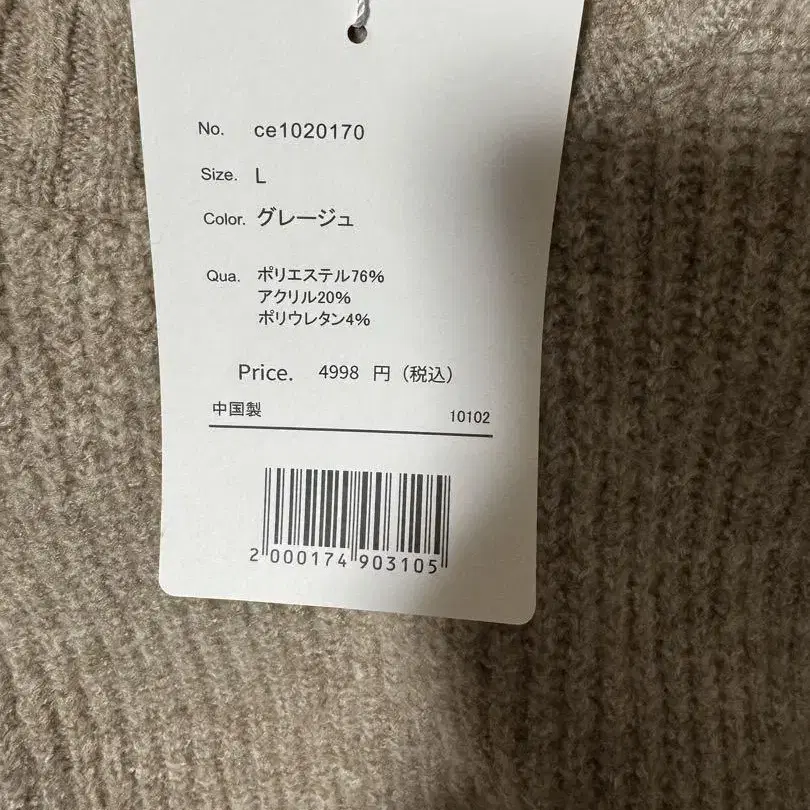 No. ce1020170
Size. L
Color. グレージュ
Qua. ポリエステル76%
アクリル20%
ポリウレタン4%
Price. 4998 円（税込）
中国製 10102
2 000174 903105